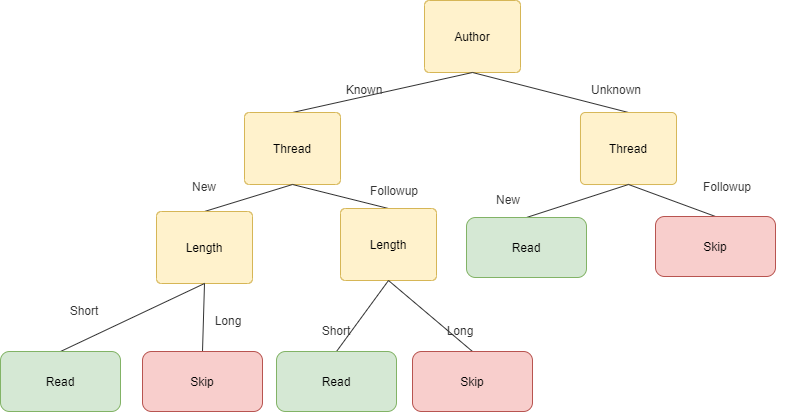 Author
Known
Unknown
Thread
Thread
New
Followup
New
Followup
Length
Length
Read
Skip
Short
Long
Short
Long
Read
Skip
Read
Skip